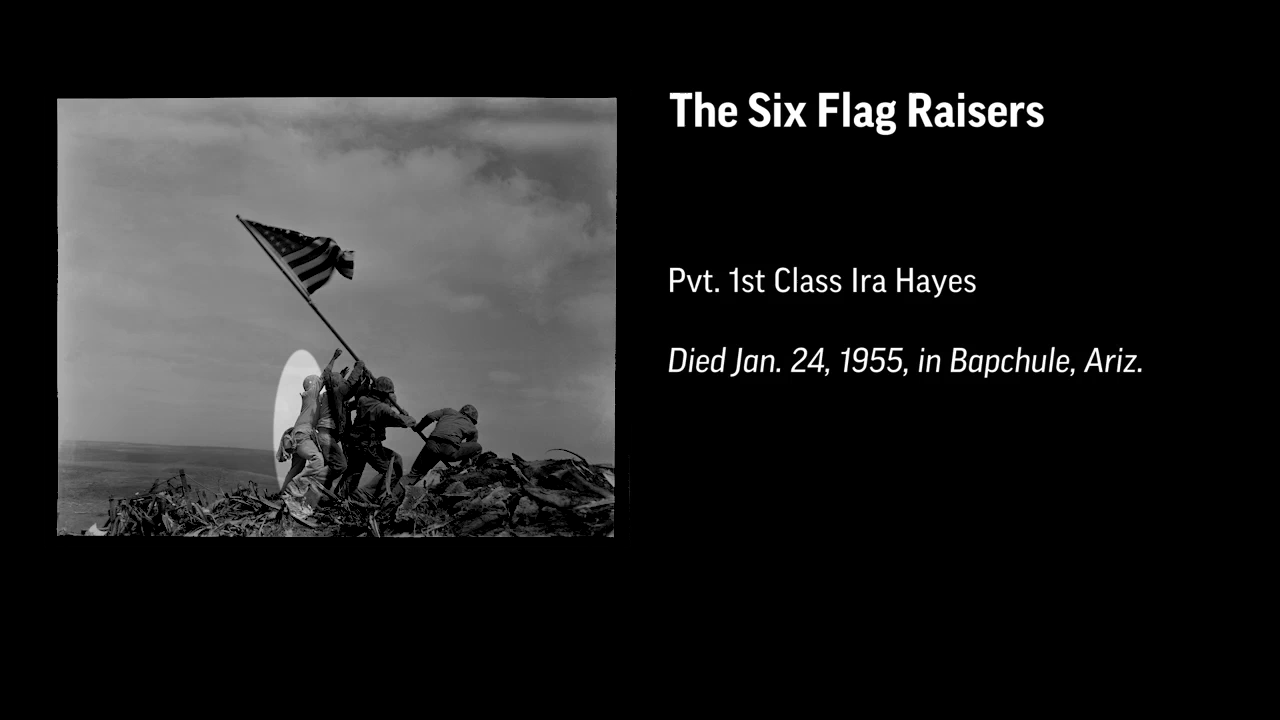 The Six Flag Raisers
Pvt. 1st Class Ira Hayes
Died Jan. 24, 1955, in Bapchule, Ariz.